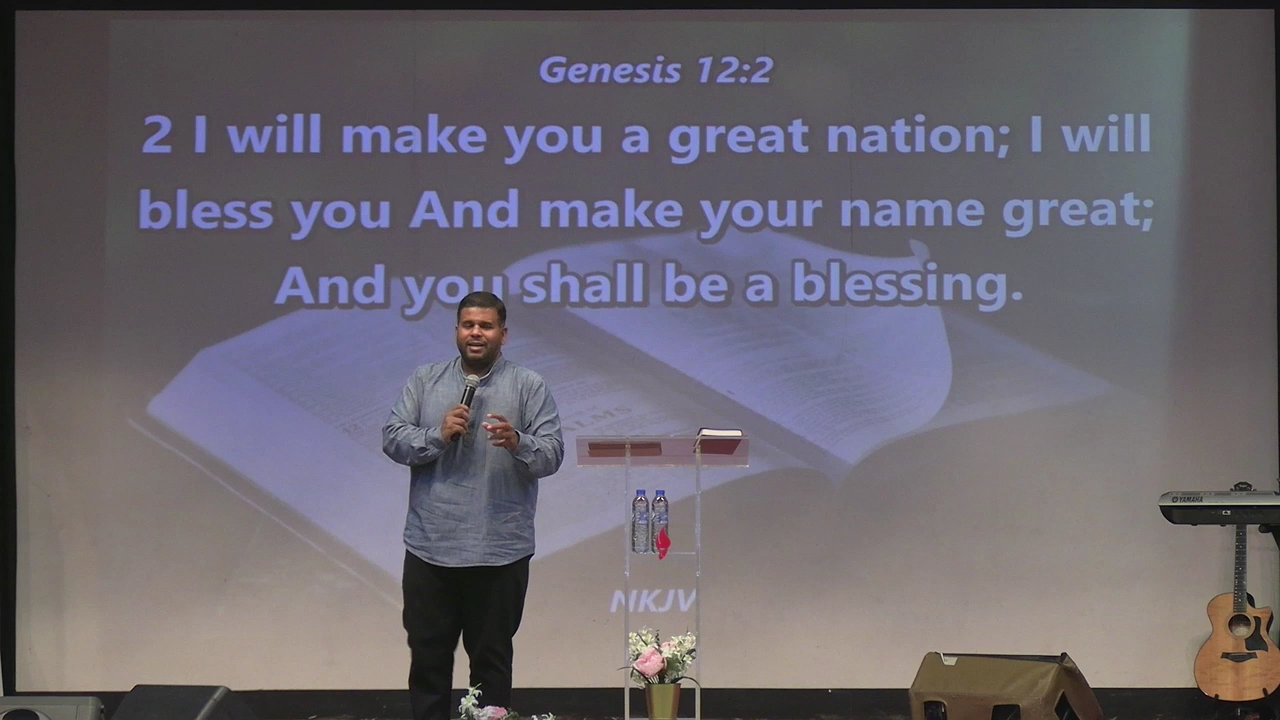 Genesis 12:2
2 I will make you a great nation; I will
bless you And make your name great;
And you shall be a blessing.
NKJV
YAMAHA